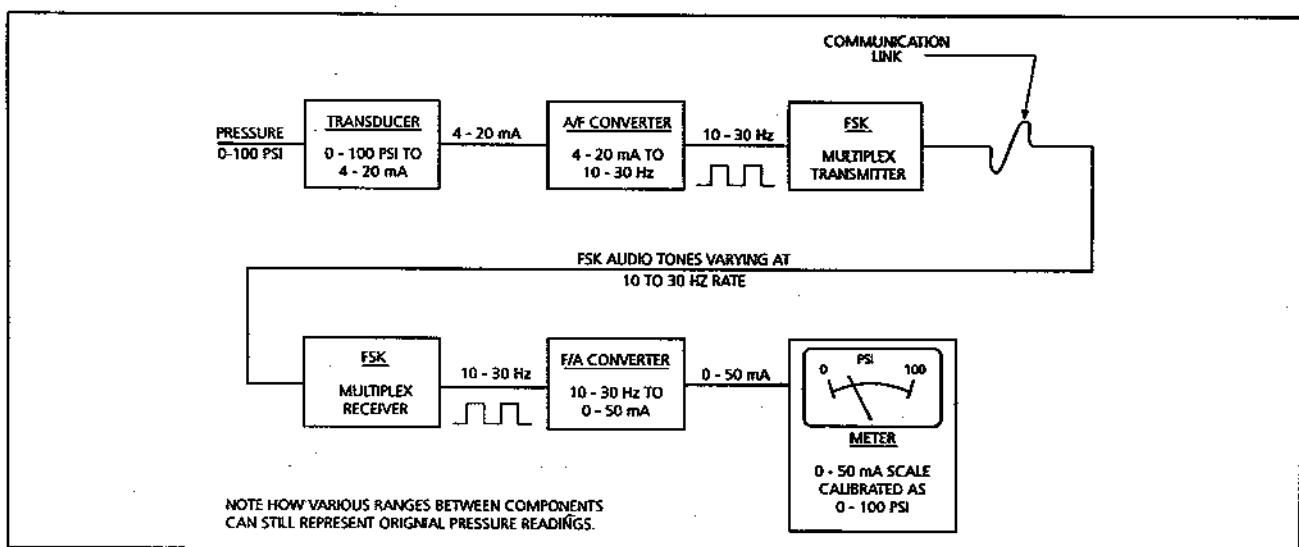 COMMUNICATION
LINK
PRESSURE
0-100 PSI
TRANSDUCER
0 - 100 PSI TO
4 - 20 mA
4 - 20 mA
A/F CONVERTER
4 - 20 mA TO
10 - 30 Hz
10 - 30 Hz
FSK
MULTIPLEX
TRANSMITTER
FSK AUDIO TONES VARYING AT
10 TO 30 HZ RATE
FSK
MULTIPLEX
RECEIVER
10 - 30 Hz
F/A CONVERTER
10 - 30 Hz TO
0 - 50 mA
0 - 50 mA
PSI
0
100
METER
0 - 50 mA SCALE
CALIBRATED AS
0 - 100 PSI
NOTE HOW VARIOUS RANGES BETWEEN COMPONENTS
CAN STILL REPRESENT ORIGNIAL PRESSURE READINGS.